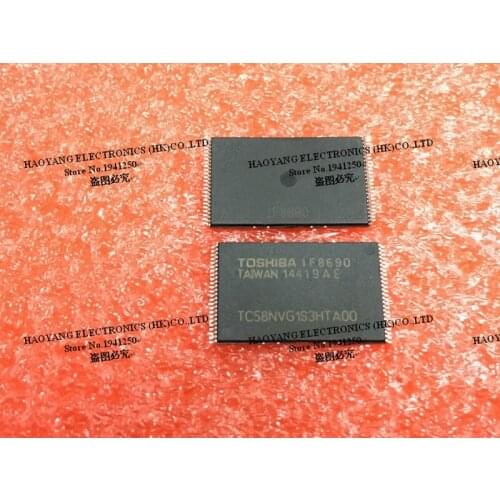 HAOYANG ELECTRONICS (HK)CO.,LTD
Store No.1941250
盗图必究
HAOYANG ELECTRONICS (HK)CO.,LTD
Store No.1941250
盗图必究
IF8690
TOSHIBA IF8690
TAIWAN 14419AE
TC58NVG1S3HTA00
HAOYANG ELECTRONICS (HK)CO.,LTD
Store No.1941250
盗图必究
HAOYANG ELECTRONICS (HK)CO.,LTD
Store No.1941250
盗图必究